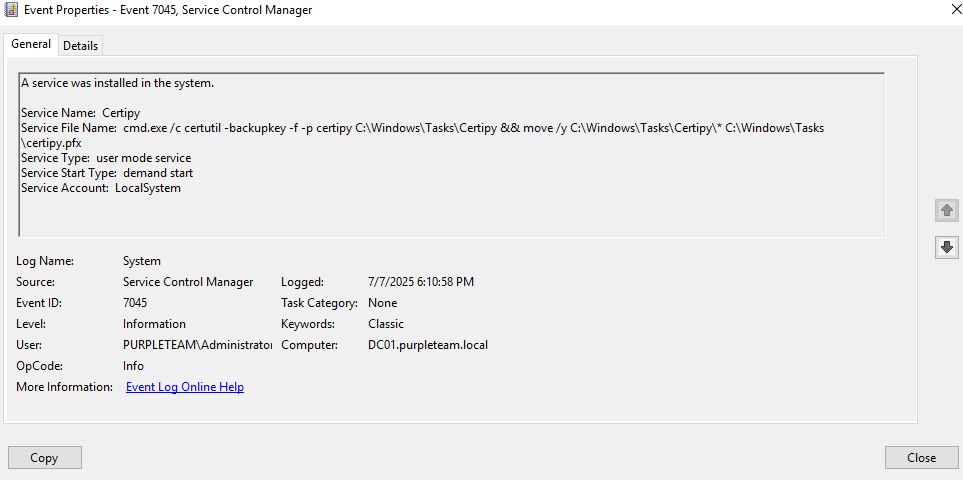 Event Properties - Event 7045, Service Control Manager
General
Details
A service was installed in the system.
Service Name:  Certipy
Service File Name:  cmd.exe /c certutil -backupkey -f -p certipy C:\Windows\Tasks\Certipy && move /y C:\Windows\Tasks\Certipy\* C:\Windows\Tasks
\certipy.pfx
Service Type:  user mode service
Service Start Type:  demand start
Service Account:  LocalSystem
Log Name: System
Source: Service Control Manager Logged: 7/7/2025 6:10:58 PM
Event ID: 7045 Task Category: None
Level: Information Keywords: Classic
User: PURPLETEAM\Administrator Computer: DC01.purpleteam.local
OpCode: Info
More Information: Event Log Online Help
Copy
Close